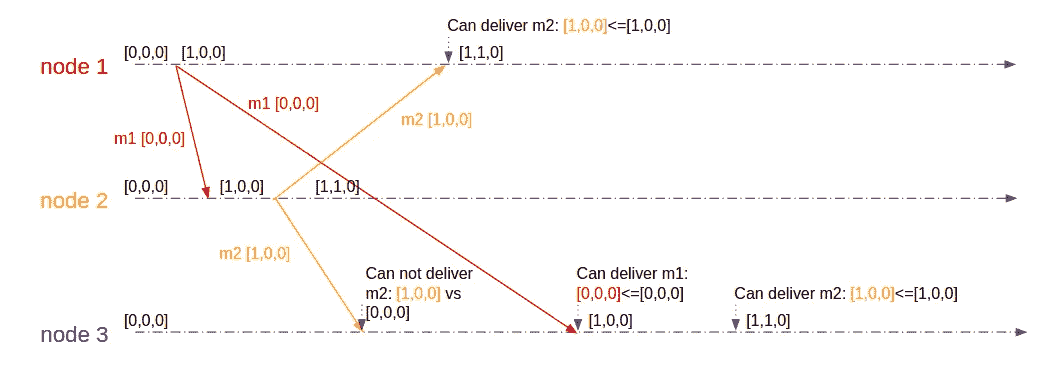 Can deliver m2: [1,0,0]<=[1,0,0]
[0,0,0] [1,0,0] [1,1,0]
node 1
m1 [0,0,0]
m2 [1,0,0]
m1 [0,0,0]
[0,0,0] [1,0,0] [1,1,0]
node 2
m2 [1,0,0]
Can not deliver
m2: [1,0,0] vs
[0,0,0]
Can deliver m1:
[0,0,0]<=[0,0,0]
Can deliver m2: [1,0,0]<=[1,0,0]
[0,0,0] [1,0,0] [1,1,0]
node 3